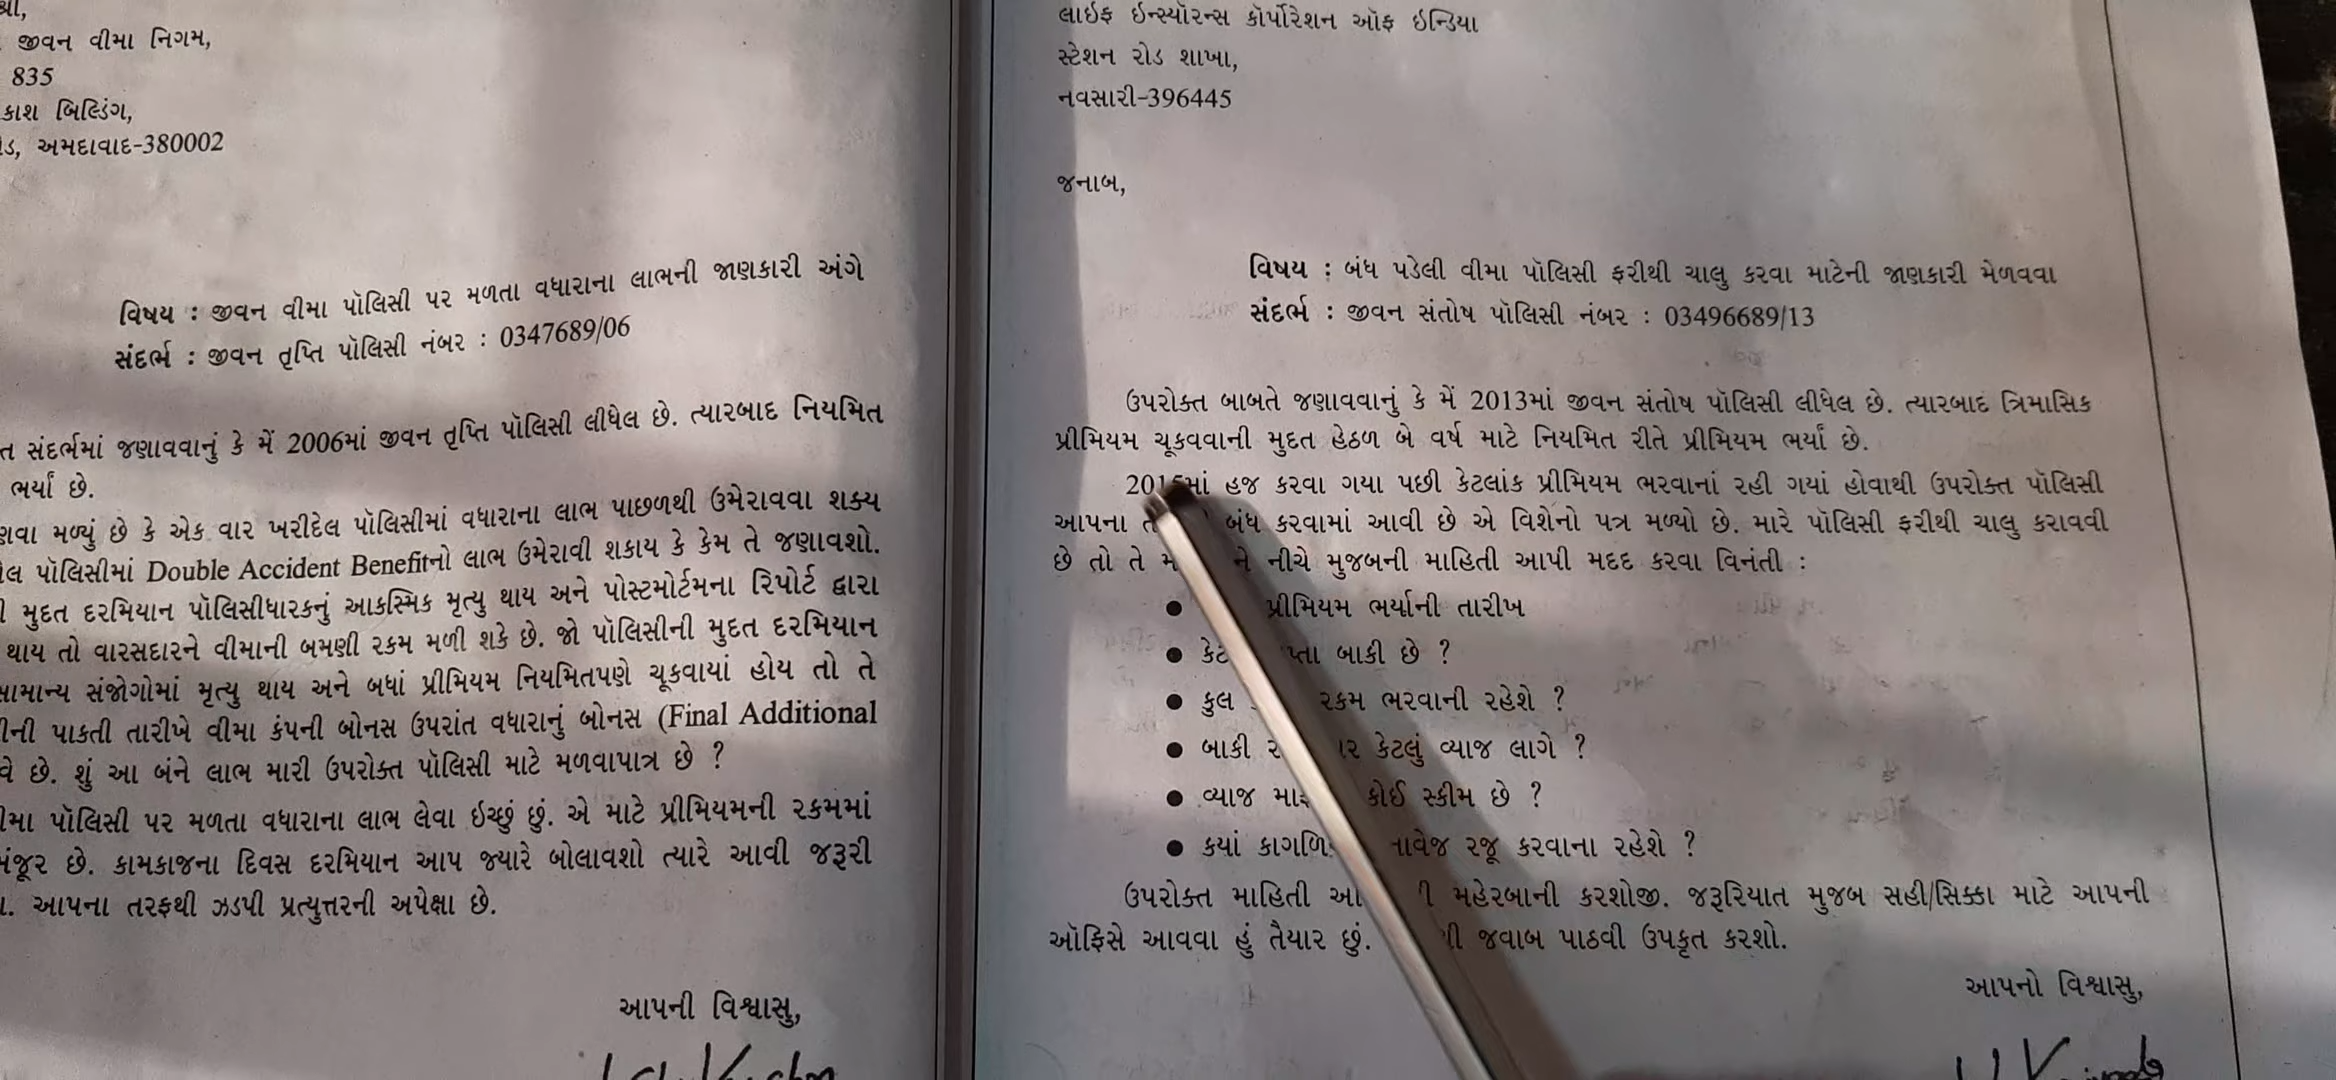 જીવન વીમા નિગમ,
835
બિલ્ડિંગ,
અમદાવાદ-380002
વિષય : જીવન વીમા પૉલિસી પર મળતા વધારાના લાભની જાણકારી અંગે
સંદર્ભ : જીવન તૃપ્તિ પૉલિસી નંબર : 0347689/06
સંદર્ભમાં જણાવવાનું કે મેં 2006માં જીવન તૃપ્તિ પૉલિસી લીધેલ છે. ત્યારબાદ નિયમિત
ભર્યાં છે.
મળ્યું છે કે એક વાર ખરીદેલ પૉલિસીમાં વધારાના લાભ પાછળથી ઉમેરાવવા શક્ય
પૉલિસીમાં Double Accident Benefitનો લાભ ઉમેરાવી શકાય કે કેમ તે જણાવશો.
મુદત દરમિયાન પૉલિસીધારકનું આકસ્મિક મૃત્યુ થાય અને પોસ્ટમોર્ટમના રિપોર્ટ દ્વારા
થાય તો વારસદારને વીમાની બમણી રકમ મળી શકે છે. જો પૉલિસીની મુદત દરમિયાન
સંજોગોમાં મૃત્યુ થાય અને બધાં પ્રીમિયમ નિયમિતપણે ચૂકવાયાં હોય તો તે
પાકતી તારીખે વીમા કંપની બોનસ ઉપરાંત વધારાનું બોનસ (Final Additional
છે. શું આ બંને લાભ મારી ઉપરોક્ત પૉલિસી માટે મળવાપાત્ર છે ?
પૉલિસી પર મળતા વધારાના લાભ લેવા ઇચ્છું છું. એ માટે પ્રીમિયમની રકમમાં
છે. કામકાજના દિવસ દરમિયાન આપ જ્યારે બોલાવશો ત્યારે આવી જરૂરી
આપના તરફથી ઝડપી પ્રત્યુત્તરની અપેક્ષા છે.
આપની વિશ્વાસુ,
લાઇફ ઇન્સ્યૉરન્સ કૉર્પોરેશન ઑફ ઇન્ડિયા
સ્ટેશન રોડ શાખા,
નવસારી-396445
જનાબ,
વિષય : બંધ પડેલી વીમા પૉલિસી ફરીથી ચાલુ કરવા માટેની જાણકારી મેળવવા
સંદર્ભ : જીવન સંતોષ પૉલિસી નંબર : 03496689/13
ઉપરોક્ત બાબતે જણાવવાનું કે મેં 2013માં જીવન સંતોષ પૉલિસી લીધેલ છે. ત્યારબાદ ત્રિમાસિક
પ્રીમિયમ ચૂકવવાની મુદત હેઠળ બે વર્ષ માટે નિયમિત રીતે પ્રીમિયમ ભર્યાં છે.
2015માં હજ કરવા ગયા પછી કેટલાંક પ્રીમિયમ ભરવાનાં રહી ગયાં હોવાથી ઉપરોક્ત પૉલિસી
આપના બંધ કરવામાં આવી છે એ વિશેનો પત્ર મળ્યો છે. મારે પૉલિસી ફરીથી ચાલુ કરાવવી
છે તો તે નીચે મુજબની માહિતી આપી મદદ કરવા વિનંતી :
● પ્રીમિયમ ભર્યાની તારીખ
● બાકી છે ?
● કુલ રકમ ભરવાની રહેશે ?
● બાકી કેટલું વ્યાજ લાગે ?
● વ્યાજ કોઈ સ્કીમ છે ?
● કયાં રજૂ કરવાના રહેશે ?
ઉપરોક્ત માહિતી મહેરબાની કરશોજી. જરૂરિયાત મુજબ સહી/સિક્કા માટે આપની
ઑફિસે આવવા હું તૈયાર છું. જવાબ પાઠવી ઉપકૃત કરશો.
આપનો વિશ્વાસુ,